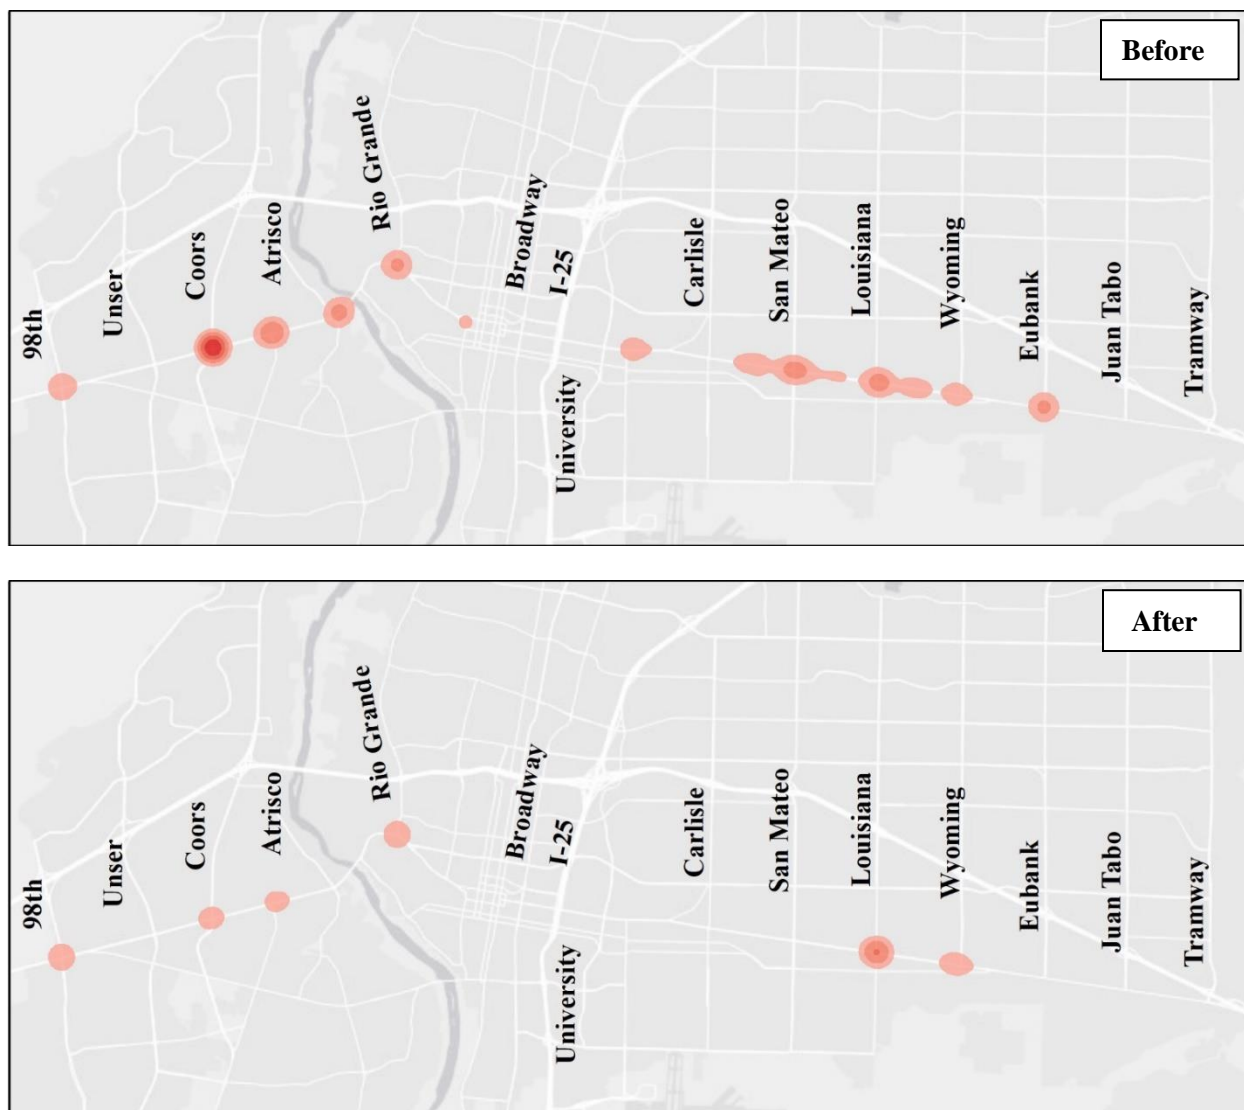 Before
98th
Unser
Coors
Atrisco
Rio Grande
Broadway
I-25
University
Carlisle
San Mateo
Louisiana
Wyoming
Eubank
Juan Tabo
Tramway
After
98th
Unser
Coors
Atrisco
Rio Grande
Broadway
I-25
University
Carlisle
San Mateo
Louisiana
Wyoming
Eubank
Juan Tabo
Tramway